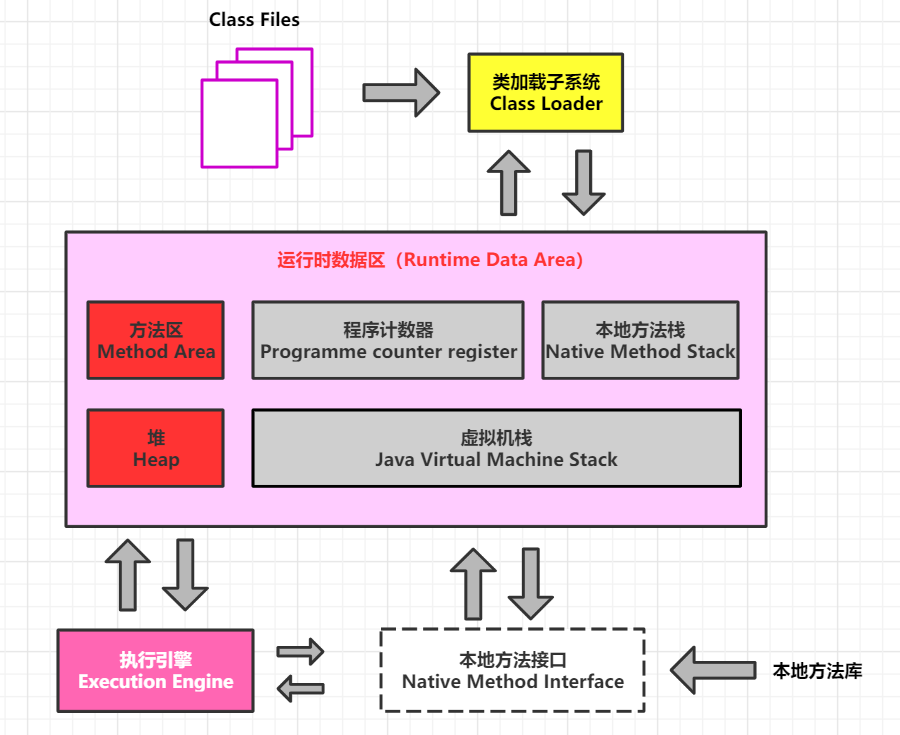 Class Files
类加载子系统
Class Loader
运行时数据区（Runtime Data Area）
方法区
Method Area
程序计数器
Programme counter register
本地方法栈
Native Method Stack
堆
Heap
虚拟机栈
Java Virtual Machine Stack
执行引擎
Execution Engine
本地方法接口
Native Method Interface
本地方法库